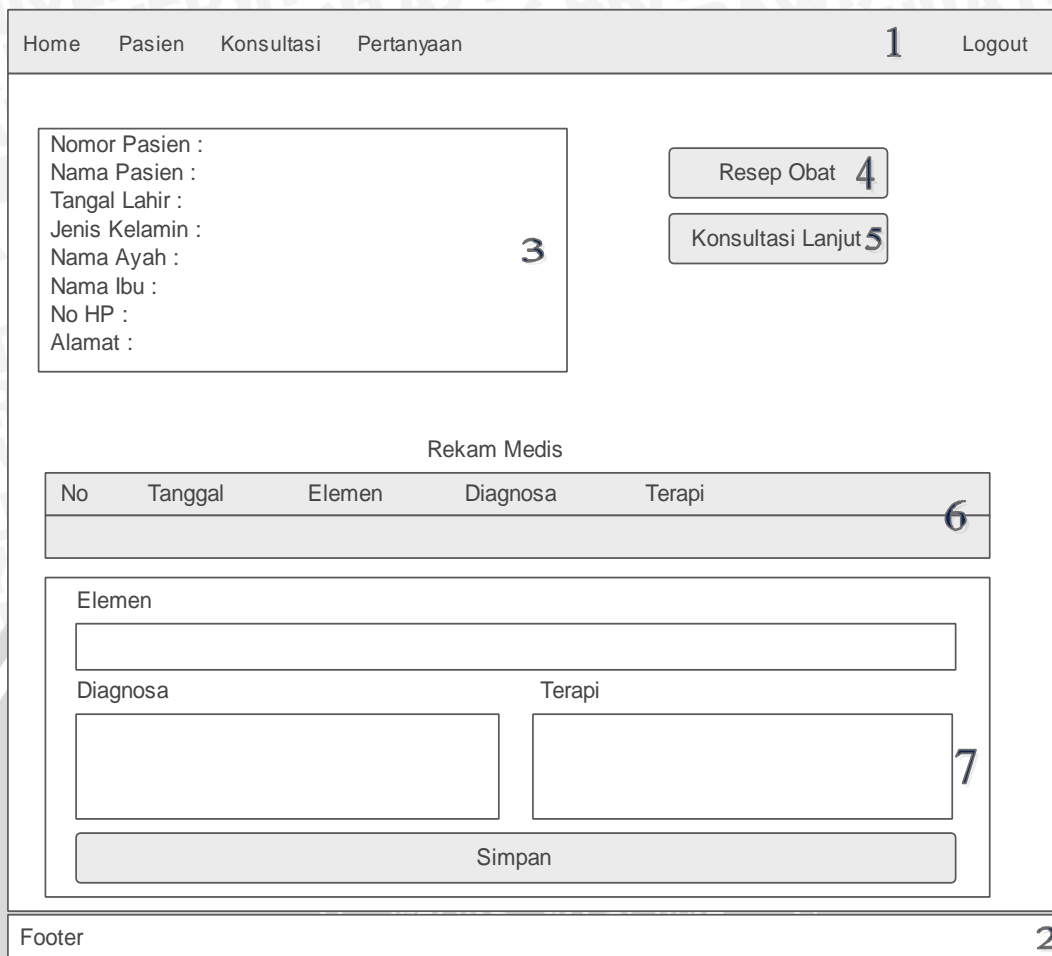 Home Pasien Konsultasi Pertanyaan 1 Logout
Nomor Pasien :
Nama Pasien :
Tangal Lahir :
Jenis Kelamin :
Nama Ayah :
Nama Ibu :
No HP :
Alamat :
3
Resep Obat 4
Konsultasi Lanjut 5
Rekam Medis
No Tanggal Elemen Diagnosa Terapi
6
Elemen
Diagnosa Terapi
7
Simpan
Footer 2